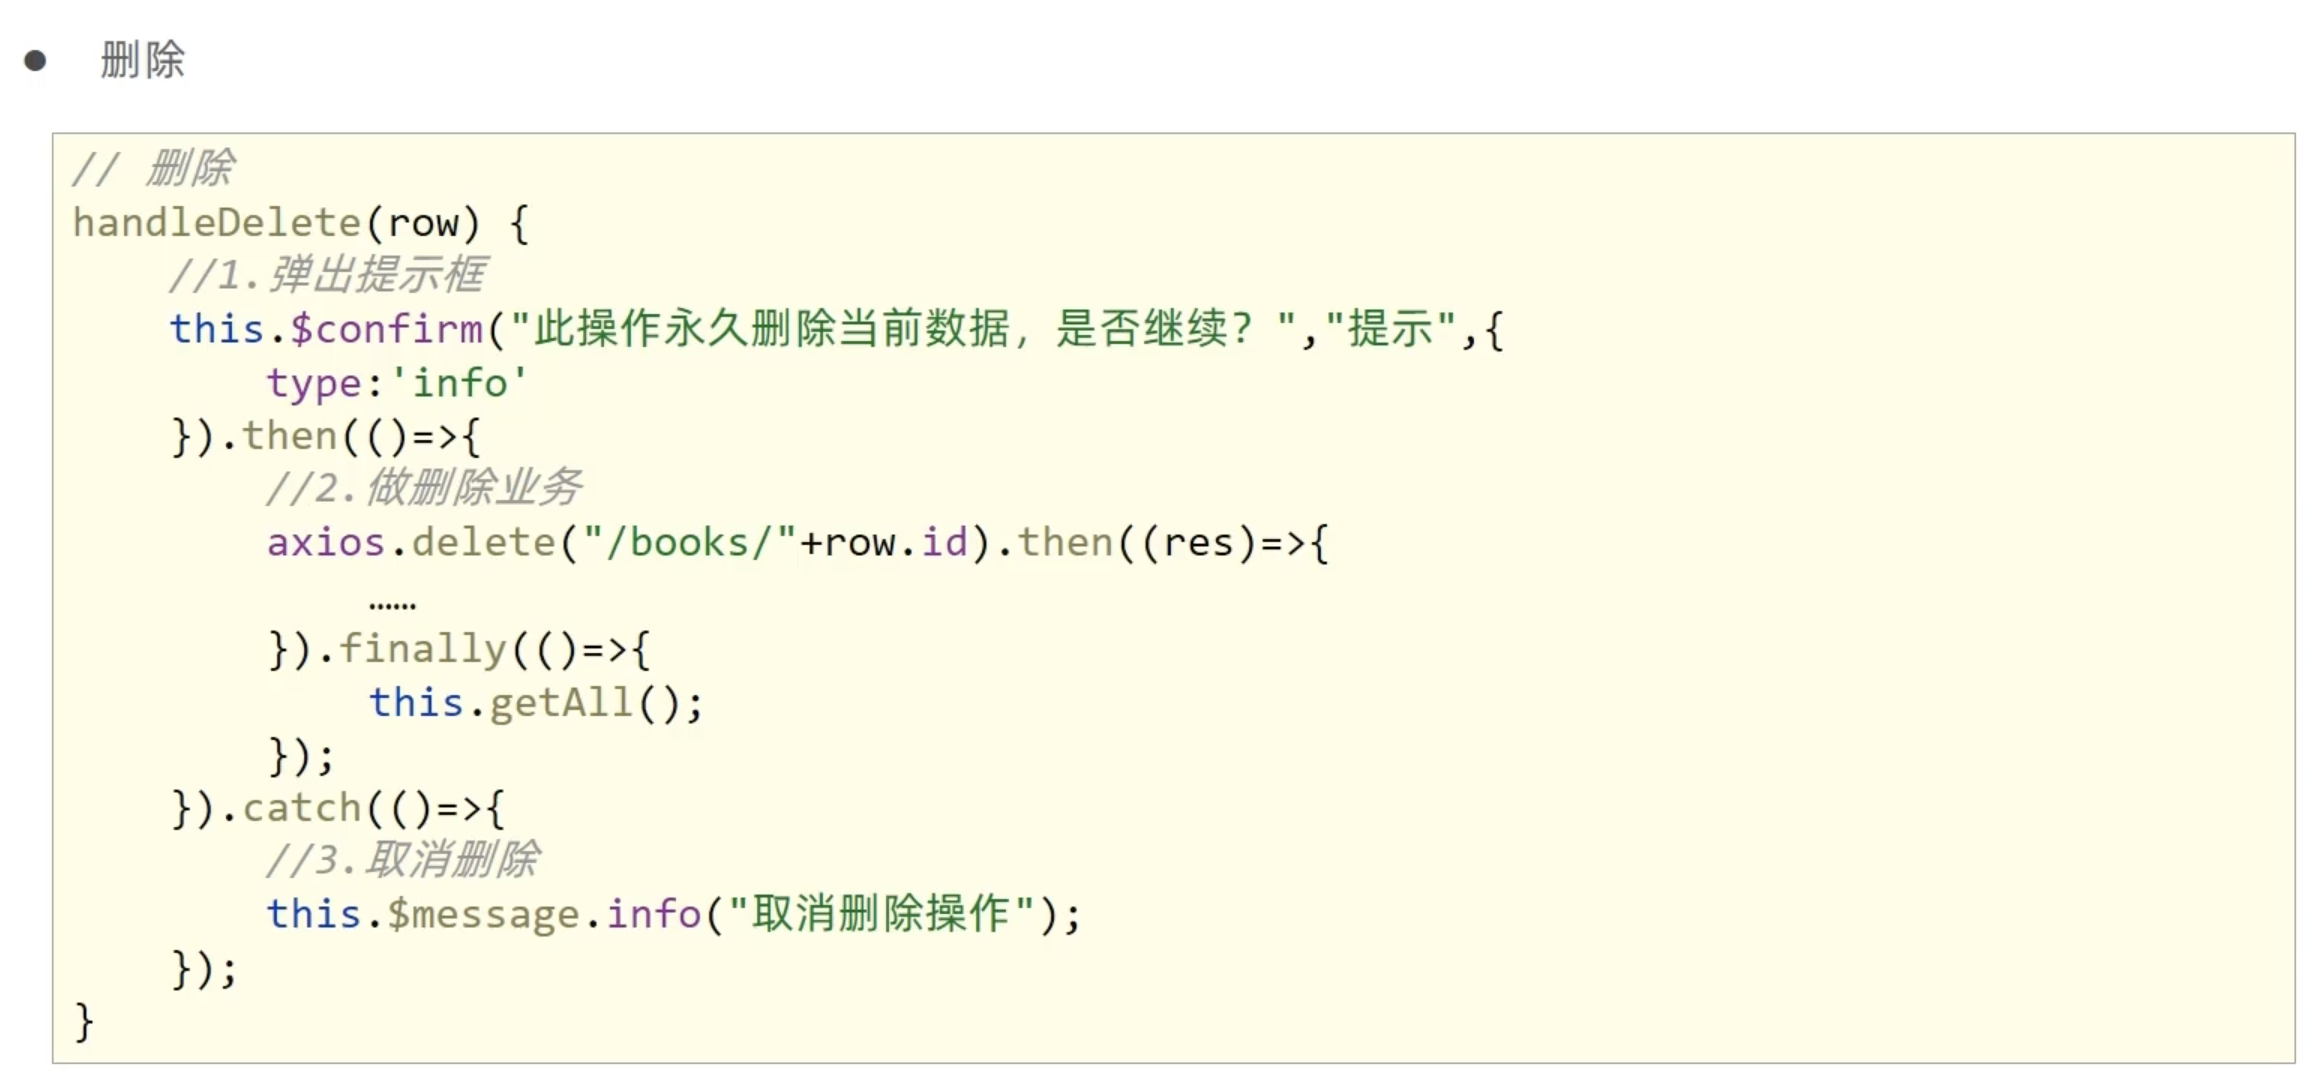 ● 删除
// 删除
handleDelete(row) {
    //1.弹出提示框
    this.$confirm("此操作永久删除当前数据，是否继续？","提示",{
        type:'info'
    }).then(()=>{
        //2.做删除业务
        axios.delete("/books/"+row.id).then((res)=>{
            ……
        }).finally(()=>{
            this.getAll();
        });
    }).catch(()=>{
        //3.取消删除
        this.$message.info("取消删除操作");
    });
}